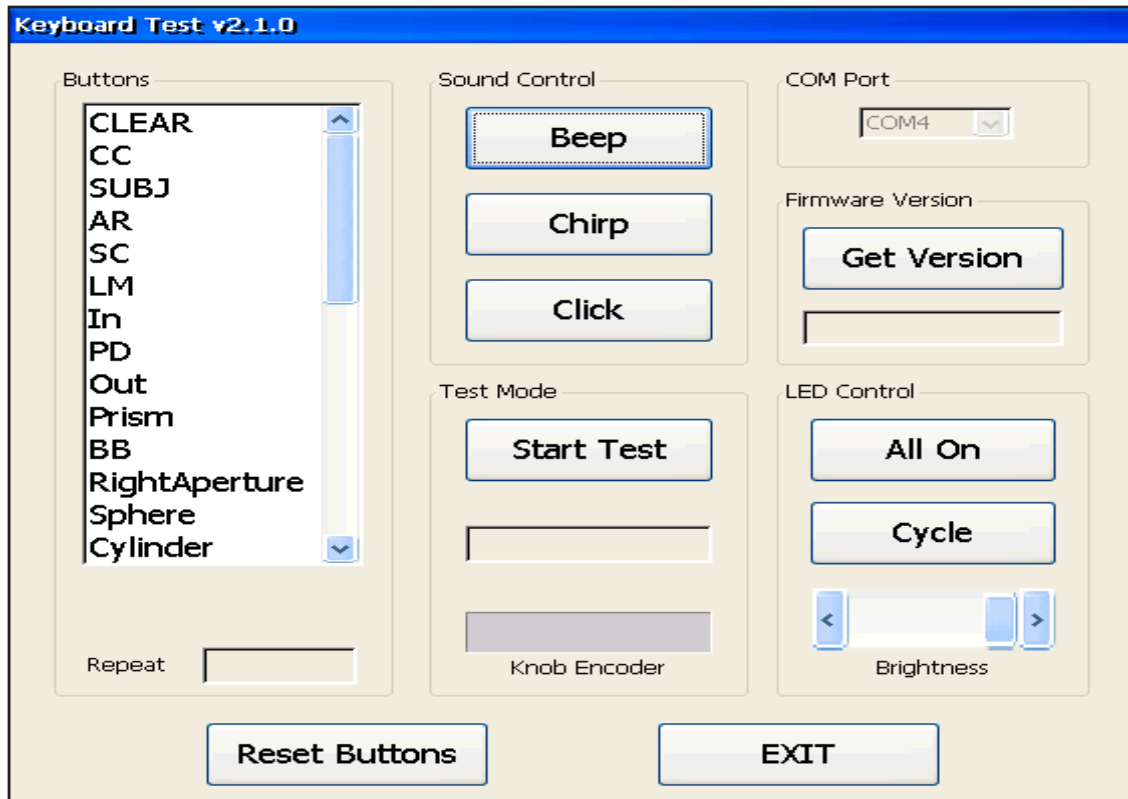 Keyboard Test v2.1.0
Buttons
CLEAR
CC
SUBJ
AR
SC
LM
In
PD
Out
Prism
BB
RightAperture
Sphere
Cylinder
Repeat
Sound Control
Beep
Chirp
Click
Test Mode
Start Test
Knob Encoder
COM Port
COM4
Firmware Version
Get Version
LED Control
All On
Cycle
< >
Brightness
Reset Buttons
EXIT